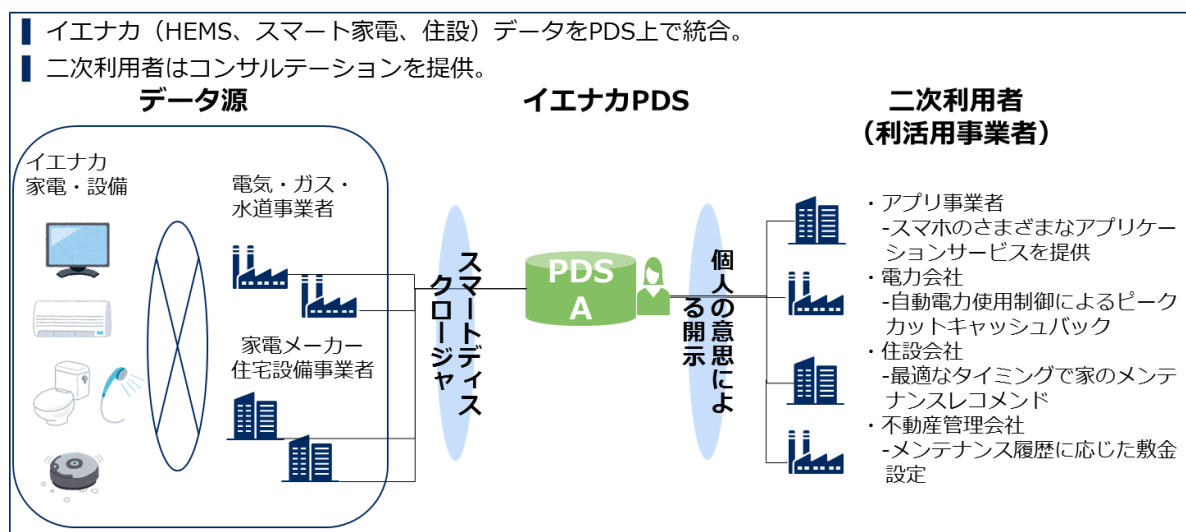 イエナカ（HEMS、スマート家電、住設）データをPDS上で統合。
二次利用者はコンサルテーションを提供。
データ源
イエナカPDS
二次利用者
（利活用事業者）
イエナカ
家電・設備
電気・ガス・
水道事業者
家電メーカー
住宅設備事業者
スマートディス
クロージャ
PDS
A
個人の意思によ
る開示
・アプリ事業者
-スマホのさまざまなアプリケー
ションサービスを提供
・電力会社
-自動電力使用制御によるピーク
カットキャッシュバック
・住設会社
-最適なタイミングで家のメンテ
ナンスレコメンド
・不動産管理会社
-メンテナンス履歴に応じた敷金
設定